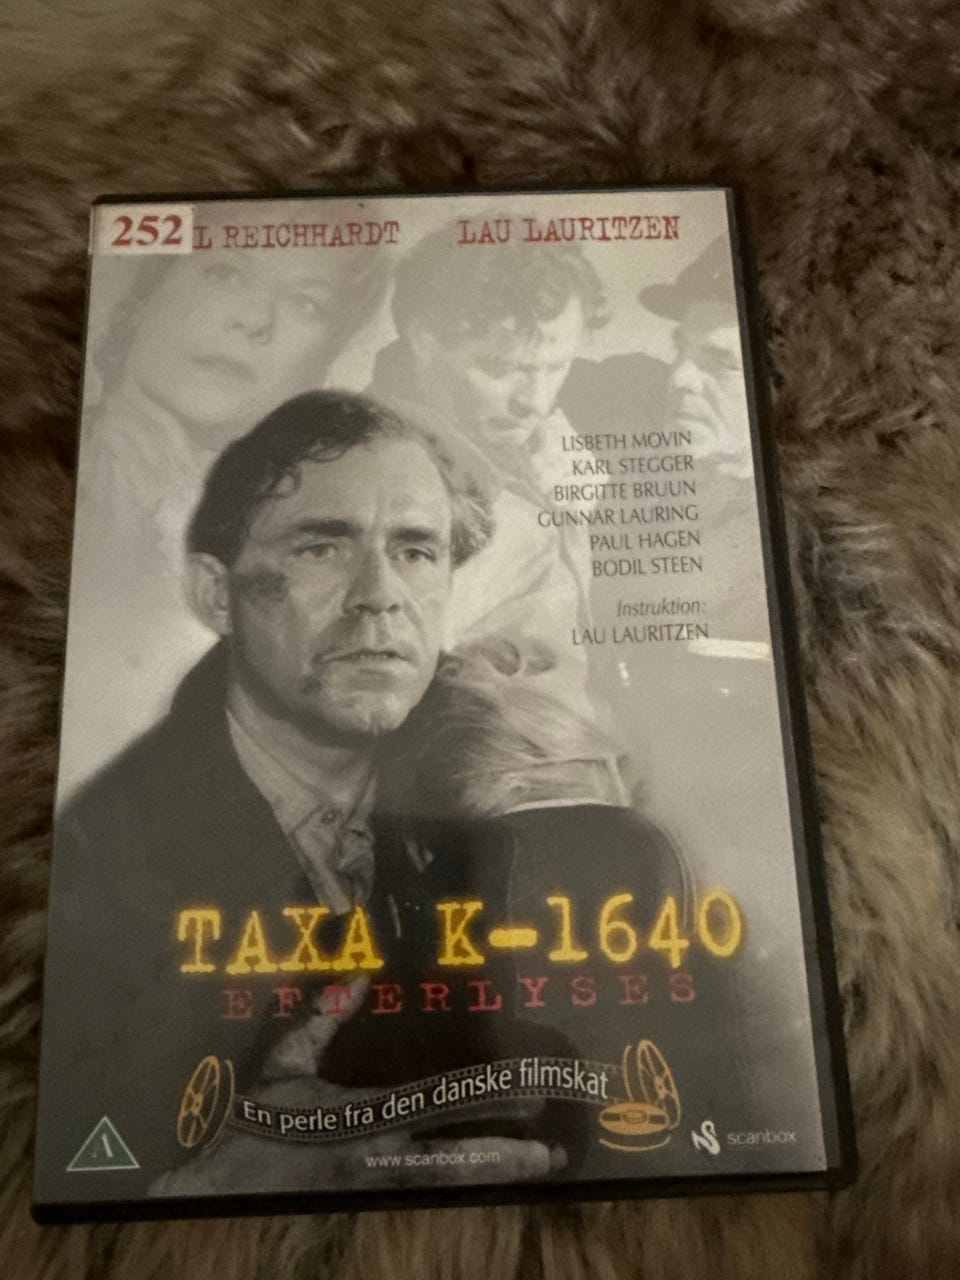 252
L REICHHARDT
LAU LAURITZEN
LISBETH MOVIN
KARL STEGGER
BIRGITTE BRUUN
GUNNAR LAURING
PAUL HAGEN
BODIL STEEN
Instruktion:
LAU LAURITZEN
TAXA K-1640
EFTERLYSES
En perle fra den danske filmskat
A
scanbox
www.scanbox.com